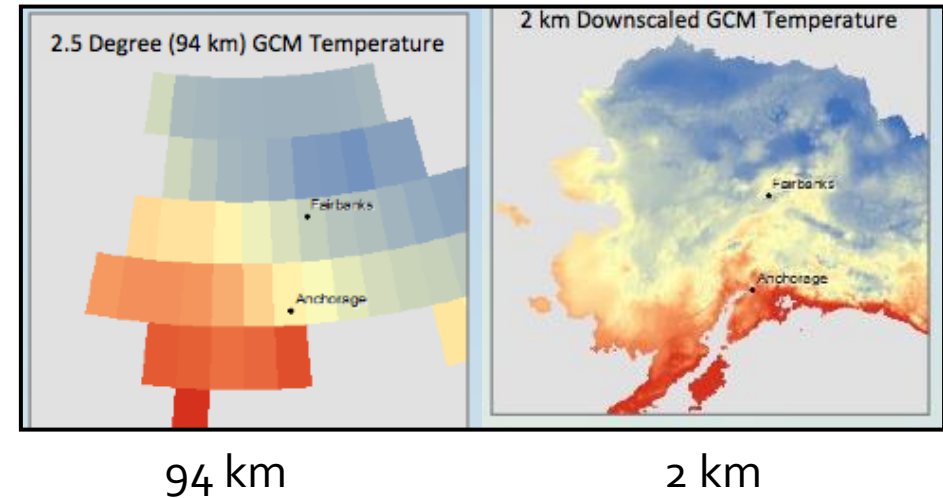 2.5 Degree (94 km) GCM Temperature
Fairbanks
Anchorage
2 km Downscaled GCM Temperature
Fairbanks
Anchorage
94 km
2 km